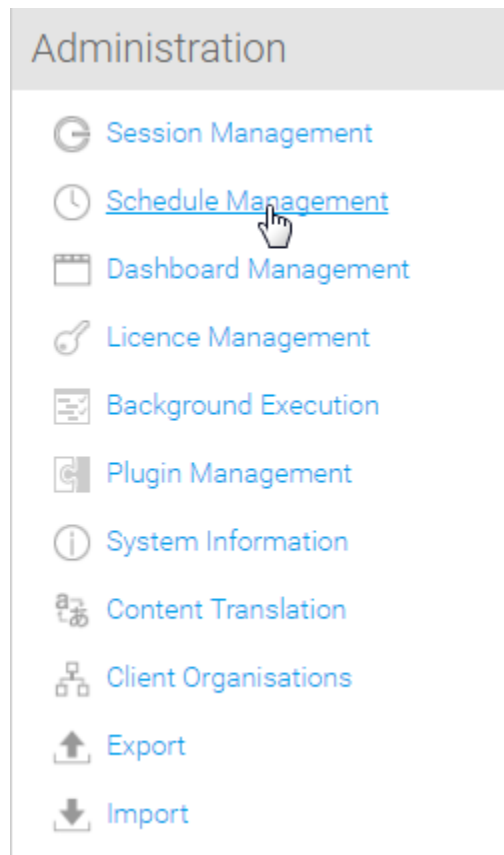 Administration
Session Management
Schedule Management
Dashboard Management
Licence Management
Background Execution
Plugin Management
System Information
Content Translation
Client Organisations
Export
Import